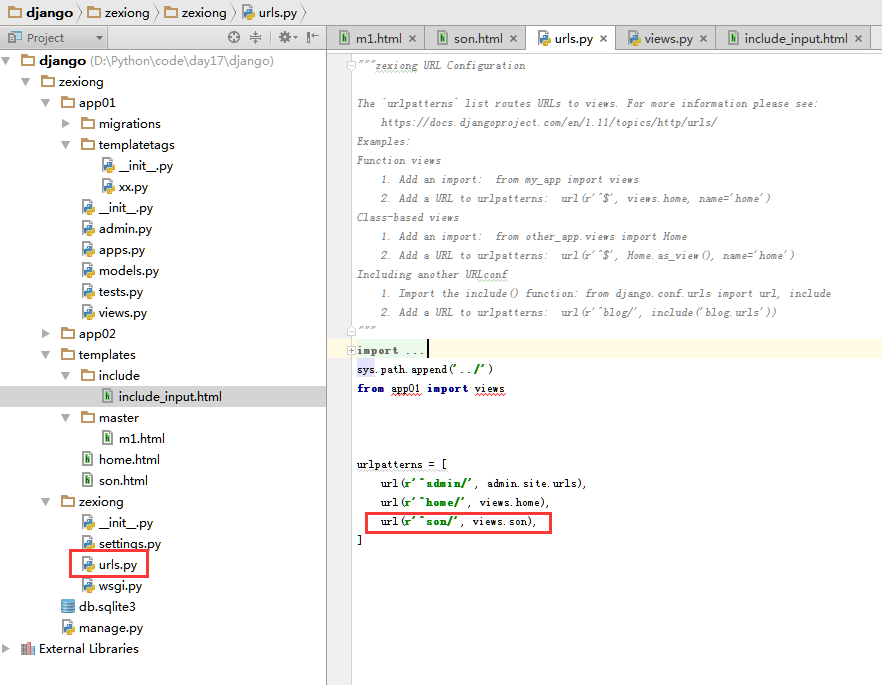 django zexiong zexiong urls.py
Project
m1.html son.html urls.py views.py include_input.html
django (D:\Python\code\day17\django)
zexiong
app01
migrations
templatetags
__init__.py
xx.py
__init__.py
admin.py
apps.py
models.py
tests.py
views.py
app02
templates
include
include_input.html
master
m1.html
home.html
son.html
zexiong
__init__.py
settings.py
urls.py
wsgi.py
db.sqlite3
manage.py
External Libraries
"""zexiong URL Configuration
The `urlpatterns` list routes URLs to views. For more information please see:
https://docs.djangoproject.com/en/1.11/topics/http/urls/
Examples:
Function views
1. Add an import:  from my_app import views
2. Add a URL to urlpatterns:  url(r'^$', views.home, name='home')
Class-based views
1. Add an import:  from other_app.views import Home
2. Add a URL to urlpatterns:  url(r'^$', Home.as_view(), name='home')
Including another URLconf
1. Import the include() function: from django.conf.urls import url, include
2. Add a URL to urlpatterns:  url(r'^blog/', include('blog.urls'))
"""
import ...
sys.path.append('../')
from app01 import views
urlpatterns = [
url(r'^admin/', admin.site.urls),
url(r'^home/', views.home),
url(r'^son/', views.son),
]